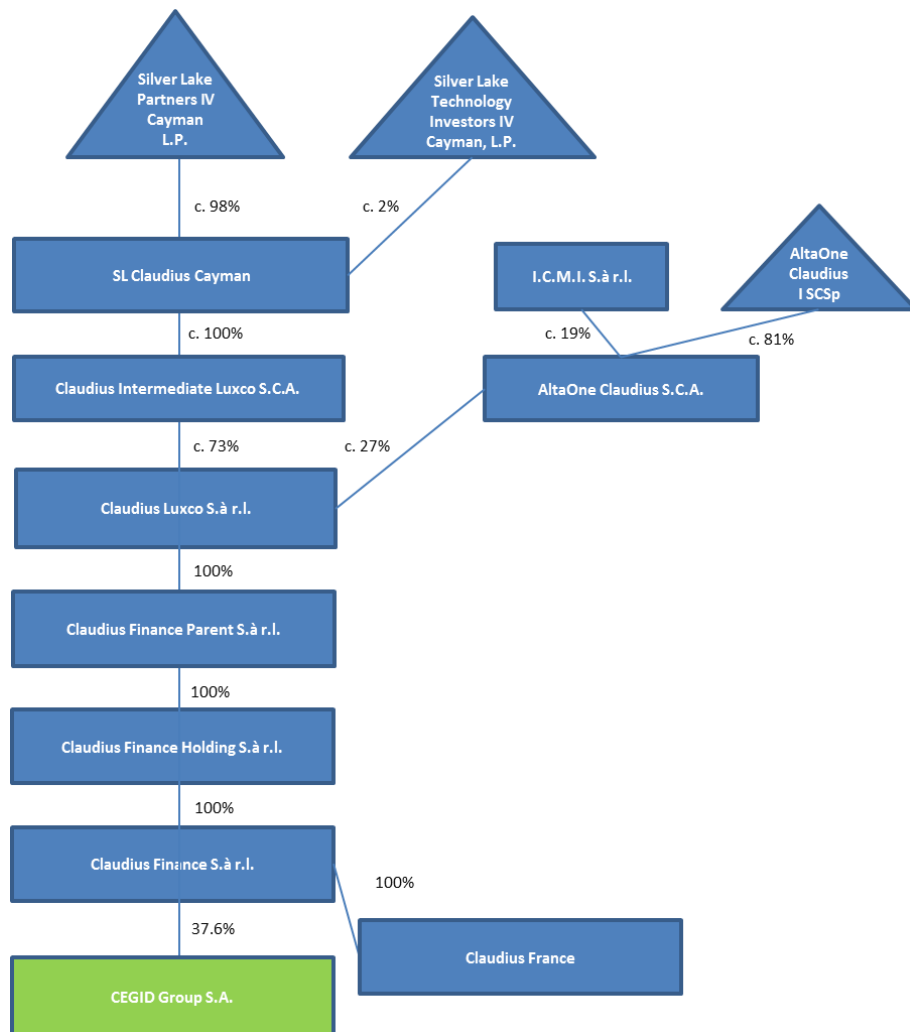 Silver Lake
Partners IV
Cayman
L.P.
Silver Lake
Technology
Investors IV
Cayman, L.P.
c. 98%
c. 2%
SL Claudius Cayman
I.C.M.I. S.à r.l.
AltaOne
Claudius
I SCSp
c. 100%
c. 19%
c. 81%
Claudius Intermediate Luxco S.C.A.
AltaOne Claudius S.C.A.
c. 73%
c. 27%
Claudius Luxco S.à r.l.
100%
Claudius Finance Parent S.à r.l.
100%
Claudius Finance Holding S.à r.l.
100%
Claudius Finance S.à r.l.
100%
37.6%
Claudius France
CEGID Group S.A.